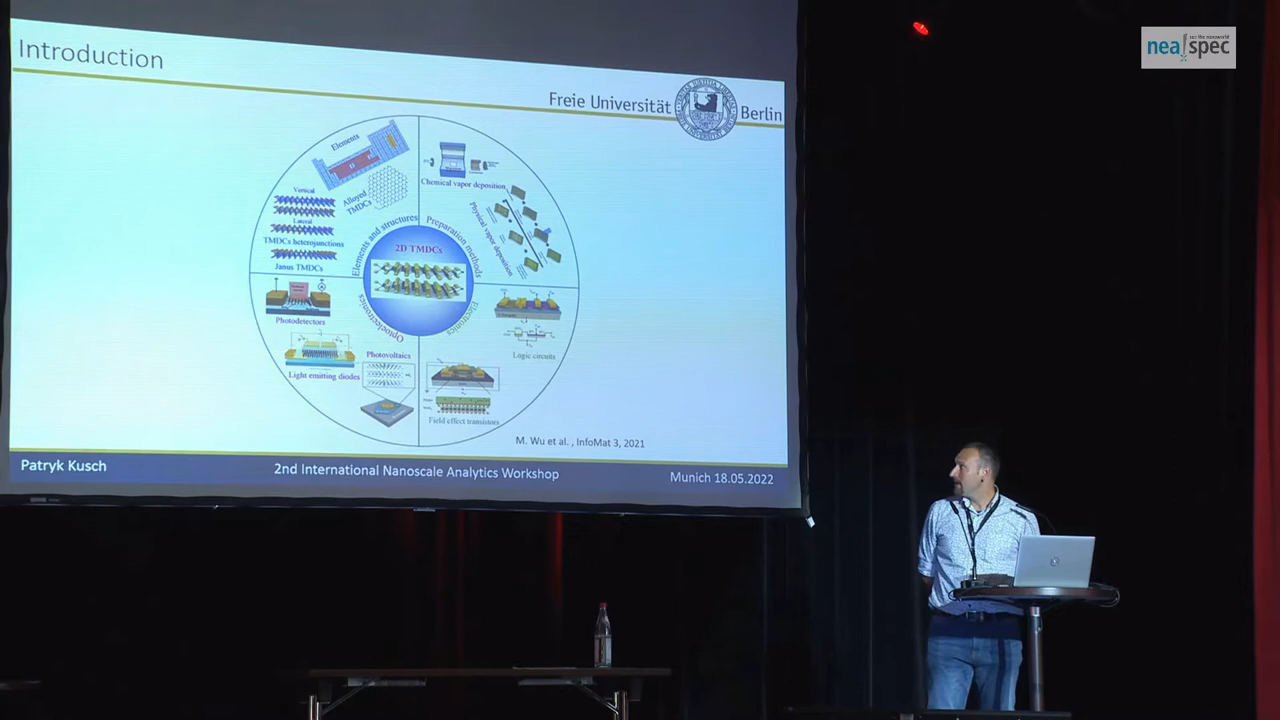 Introduction
Freie Universität Berlin
nea spec
Elements
Alloyed
TMDCs
Vertical
Lateral
TMDCs heterojunctions
Janus TMDCs
Chemical vapor deposition
Physical vapor deposition
Elements and structures
Preparation methods
2D TMDCs
Optoelectronics
Electronics
Photodetectors
Light emitting diodes
Photovoltaics
Logic circuits
Field effect transistors
M. Wu et al. , InfoMat 3, 2021
Patryk Kusch
2nd International Nanoscale Analytics Workshop
Munich 18.05.2022